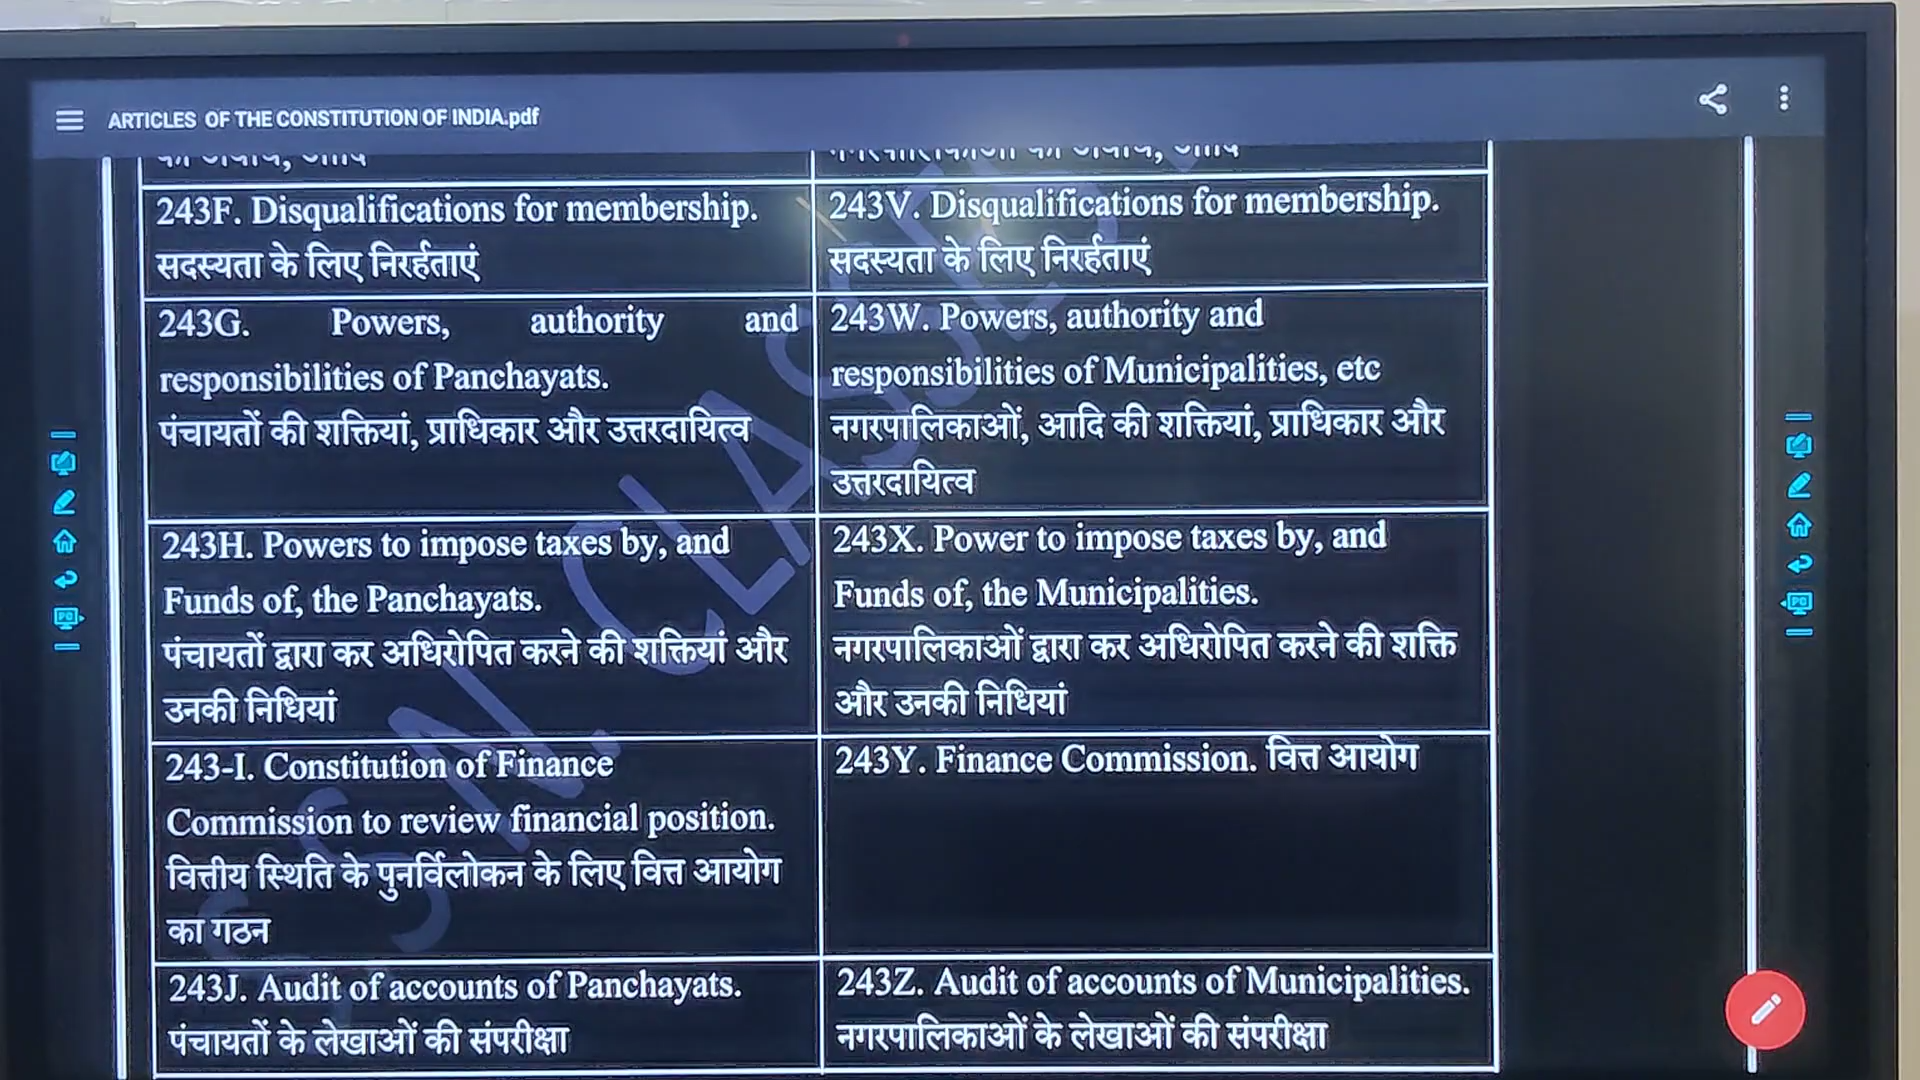 ARTICLES OF THE CONSTITUTION OF INDIA.pdf
243F. Disqualifications for membership.
सदस्यता के लिए निरर्हताएं
243V. Disqualifications for membership.
सदस्यता के लिए निरर्हताएं
243G. Powers, authority and
responsibilities of Panchayats.
पंचायतों की शक्तियां, प्राधिकार और उत्तरदायित्व
243W. Powers, authority and
responsibilities of Municipalities, etc
नगरपालिकाओं, आदि की शक्तियां, प्राधिकार और
उत्तरदायित्व
243H. Powers to impose taxes by, and
Funds of, the Panchayats.
पंचायतों द्वारा कर अधिरोपित करने की शक्तियां और
उनकी निधियां
243X. Power to impose taxes by, and
Funds of, the Municipalities.
नगरपालिकाओं द्वारा कर अधिरोपित करने की शक्ति
और उनकी निधियां
243-I. Constitution of Finance
Commission to review financial position.
वित्तीय स्थिति के पुनर्विलोकन के लिए वित्त आयोग
का गठन
243Y. Finance Commission. वित्त आयोग
243J. Audit of accounts of Panchayats.
पंचायतों के लेखाओं की संपरीक्षा
243Z. Audit of accounts of Municipalities.
नगरपालिकाओं के लेखाओं की संपरीक्षा